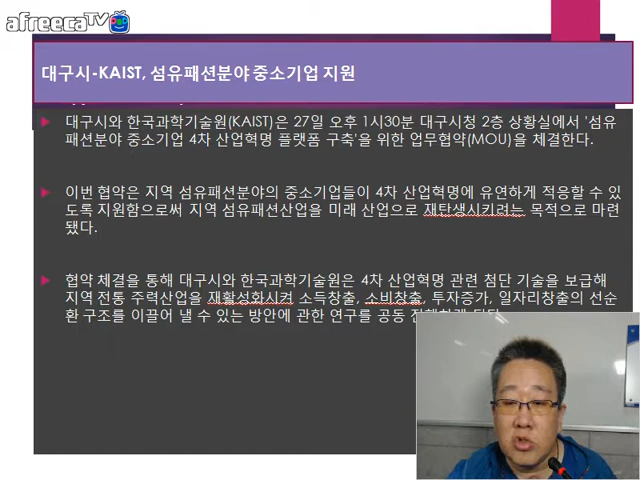 afreecaTV
대구시-KAIST, 섬유패션분야 중소기업 지원
대구시와 한국과학기술원(KAIST)은 27일 오후 1시30분 대구시청 2층 상황실에서 '섬유
패션분야 중소기업 4차 산업혁명 플랫폼 구축'을 위한 업무협약(MOU)을 체결한다.
이번 협약은 지역 섬유패션분야의 중소기업들이 4차 산업혁명에 유연하게 적응할 수 있
도록 지원함으로써 지역 섬유패션산업을 미래 산업으로 재탄생시키려는 목적으로 마련
됐다.
협약 체결을 통해 대구시와 한국과학기술원은 4차 산업혁명 관련 첨단 기술을 보급해
지역 전통 주력산업을 재활성화시켜 소득창출, 소비창출, 투자증가, 일자리창출의 선순
환 구조를 이끌어 낼 수 있는 방안에 관한 연구를 공동